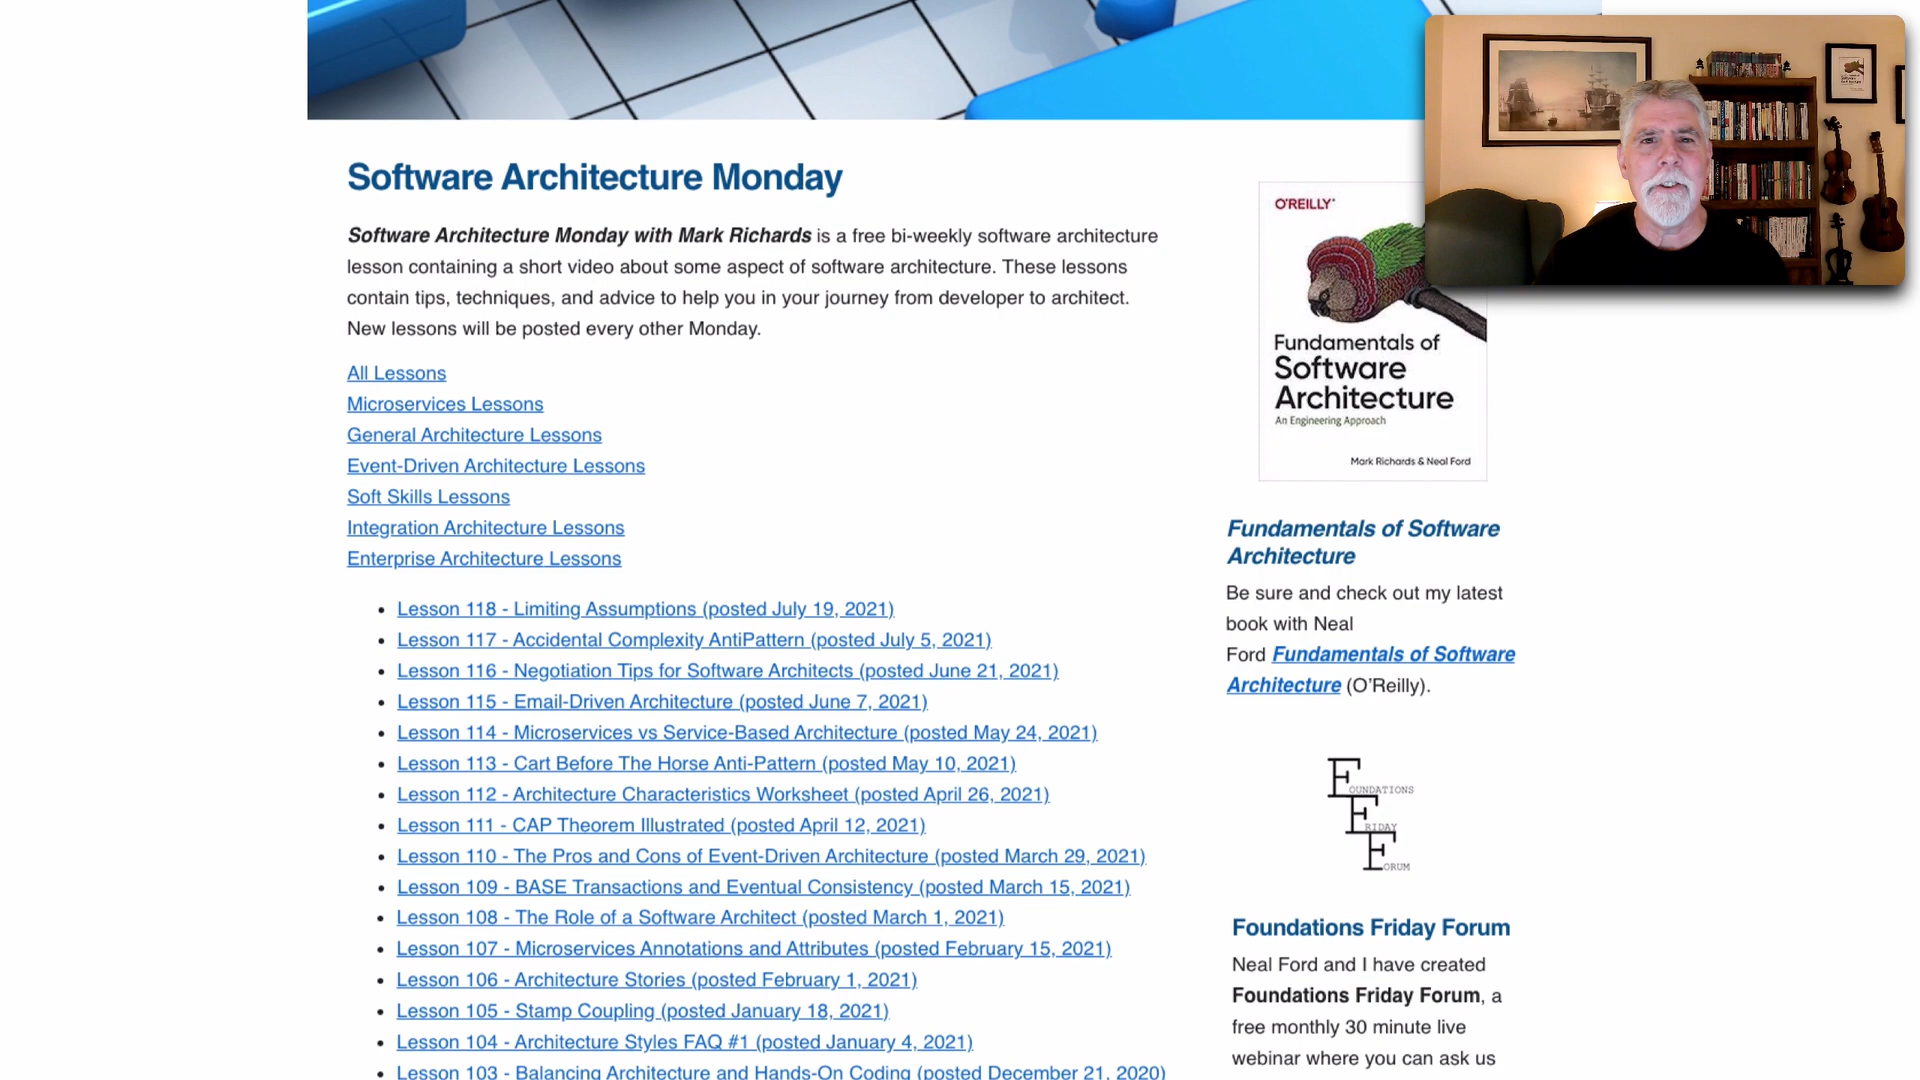 Software Architecture Monday
Software Architecture Monday with Mark Richards is a free bi-weekly software architecture
lesson containing a short video about some aspect of software architecture. These lessons
contain tips, techniques, and advice to help you in your journey from developer to architect.
New lessons will be posted every other Monday.
All Lessons
Microservices Lessons
General Architecture Lessons
Event-Driven Architecture Lessons
Soft Skills Lessons
Integration Architecture Lessons
Enterprise Architecture Lessons
• Lesson 118 - Limiting Assumptions (posted July 19, 2021)
• Lesson 117 - Accidental Complexity AntiPattern (posted July 5, 2021)
• Lesson 116 - Negotiation Tips for Software Architects (posted June 21, 2021)
• Lesson 115 - Email-Driven Architecture (posted June 7, 2021)
• Lesson 114 - Microservices vs Service-Based Architecture (posted May 24, 2021)
• Lesson 113 - Cart Before The Horse Anti-Pattern (posted May 10, 2021)
• Lesson 112 - Architecture Characteristics Worksheet (posted April 26, 2021)
• Lesson 111 - CAP Theorem Illustrated (posted April 12, 2021)
• Lesson 110 - The Pros and Cons of Event-Driven Architecture (posted March 29, 2021)
• Lesson 109 - BASE Transactions and Eventual Consistency (posted March 15, 2021)
• Lesson 108 - The Role of a Software Architect (posted March 1, 2021)
• Lesson 107 - Microservices Annotations and Attributes (posted February 15, 2021)
• Lesson 106 - Architecture Stories (posted February 1, 2021)
• Lesson 105 - Stamp Coupling (posted January 18, 2021)
• Lesson 104 - Architecture Styles FAQ #1 (posted January 4, 2021)
• Lesson 103 - Balancing Architecture and Hands-On Coding (posted December 21, 2020)
O'REILLY®
Fundamentals of
Software
Architecture
An Engineering Approach
Mark Richards & Neal Ford
Fundamentals of Software
Architecture
Be sure and check out my latest
book with Neal
Ford Fundamentals of Software
Architecture (O'Reilly).
FOUNDATIONS
FRIDAY
FORUM
Foundations Friday Forum
Neal Ford and I have created
Foundations Friday Forum, a
free monthly 30 minute live
webinar where you can ask us